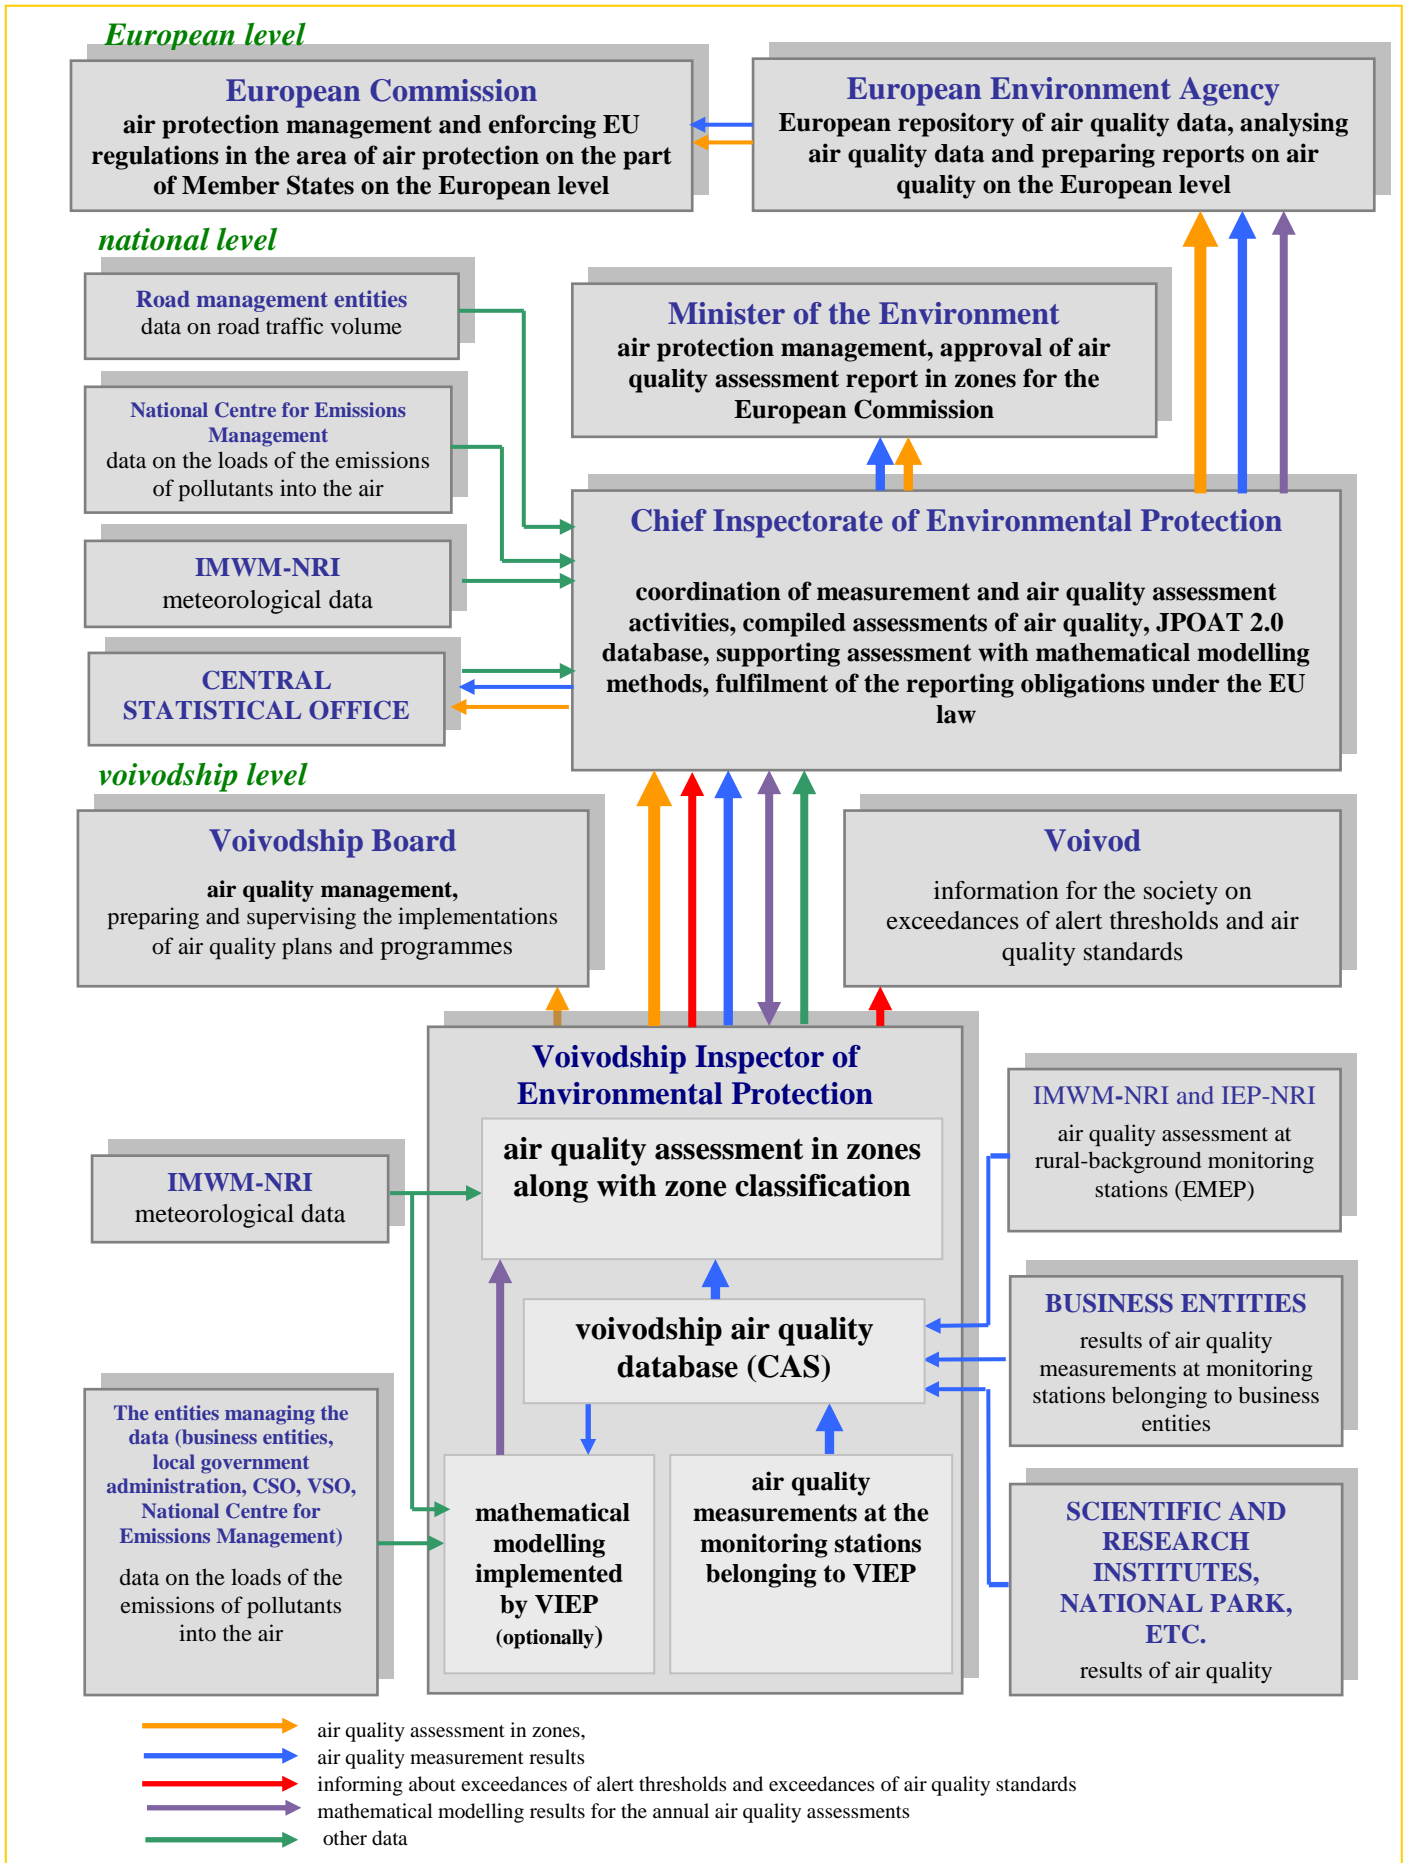 European level
European Commission
air protection management and enforcing EU
regulations in the area of air protection on the part
of Member States on the European level
European Environment Agency
European repository of air quality data, analysing
air quality data and preparing reports on air
quality on the European level
national level
Road management entities
data on road traffic volume
National Centre for Emissions
Management
data on the loads of the emissions
of pollutants into the air
IMWM-NRI
meteorological data
CENTRAL
STATISTICAL OFFICE
Minister of the Environment
air protection management, approval of air
quality assessment report in zones for the
European Commission
Chief Inspectorate of Environmental Protection
coordination of measurement and air quality assessment
activities, compiled assessments of air quality, JPOAT 2.0
database, supporting assessment with mathematical modelling
methods, fulfilment of the reporting obligations under the EU
law
voivodship level
Voivodship Board
air quality management,
preparing and supervising the implementations
of air quality plans and programmes
Voivod
information for the society on
exceedances of alert thresholds and air
quality standards
Voivodship Inspector of
Environmental Protection
air quality assessment in zones
along with zone classification
voivodship air quality
database (CAS)
mathematical
modelling
implemented
by VIEP
(optionally)
air quality
measurements at the
monitoring stations
belonging to VIEP
IMWM-NRI
meteorological data
The entities managing the
data (business entities,
local government
administration, CSO, VSO,
National Centre for
Emissions Management)
data on the loads of the
emissions of pollutants
into the air
IMWM-NRI and IEP-NRI
air quality assessment at
rural-background monitoring
stations (EMEP)
BUSINESS ENTITIES
results of air quality
measurements at monitoring
stations belonging to business
entities
SCIENTIFIC AND
RESEARCH
INSTITUTES,
NATIONAL PARK,
ETC.
results of air quality
air quality assessment in zones,
air quality measurement results
informing about exceedances of alert thresholds and exceedances of air quality standards
mathematical modelling results for the annual air quality assessments
other data